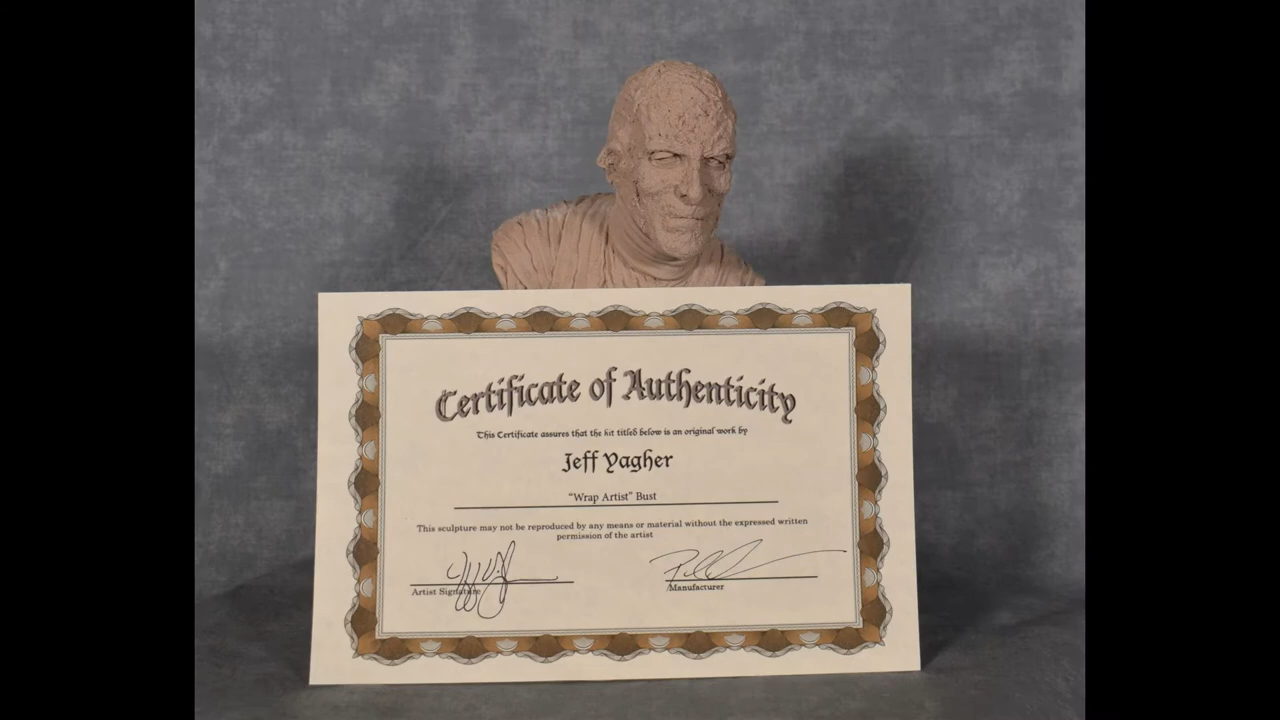 Certificate of Authenticity
This Certificate assures that the kit titled below is an original work by
Jeff Yagher
"Wrap Artist" Bust
This sculpture may not be reproduced by any means or material without the expressed written
permission of the artist
Artist Signature
Manufacturer